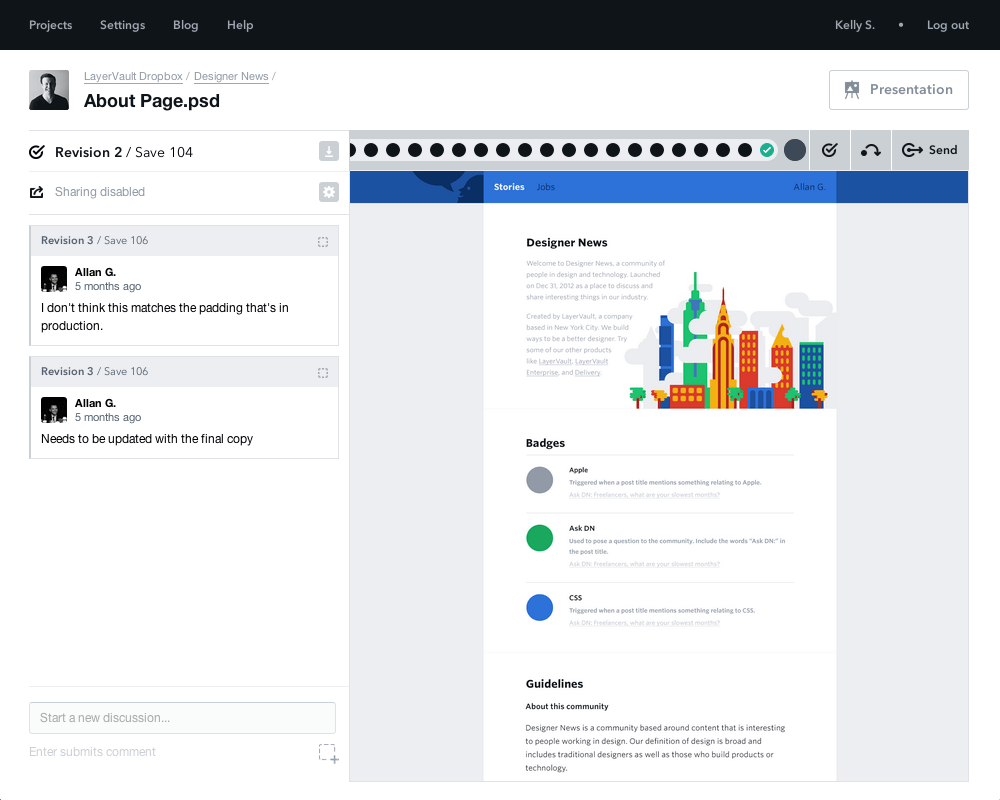 Projects Settings Blog Help Kelly S. • Log out
LayerVault Dropbox / Designer News /
About Page.psd
Presentation
Revision 2 / Save 104
Send
Sharing disabled
Revision 3 / Save 106
Allan G.
5 months ago
I don't think this matches the padding that's in
production.
Revision 3 / Save 106
Allan G.
5 months ago
Needs to be updated with the final copy
Start a new discussion...
Enter submits comment
Stories Jobs Allan G.
Designer News
Welcome to Designer News, a community of
people in design and technology. Launched
on Dec 31, 2012 as a place to discuss and
share interesting things in our industry.
Created by LayerVault, a company
based in New York City. We build
ways to be a better designer. Try
some of our other products
like LayerVault, LayerVault
Enterprise, and Delivery.
Badges
Apple
Triggered when a post title mentions something relating to Apple.
Ask DN: Freelancers, what are your slowest months?
Ask DN
Used to pose a question to the community. Include the words "Ask DN:" in
the post title.
Ask DN: Freelancers, what are your slowest months?
CSS
Triggered when a post title mentions something relating to CSS.
Ask DN: Freelancers, what are your slowest months?
Guidelines
About this community
Designer News is a community based around content that is interesting
to people working in design. Our definition of design is broad and
includes traditional designers as well as those who build products or
technology.